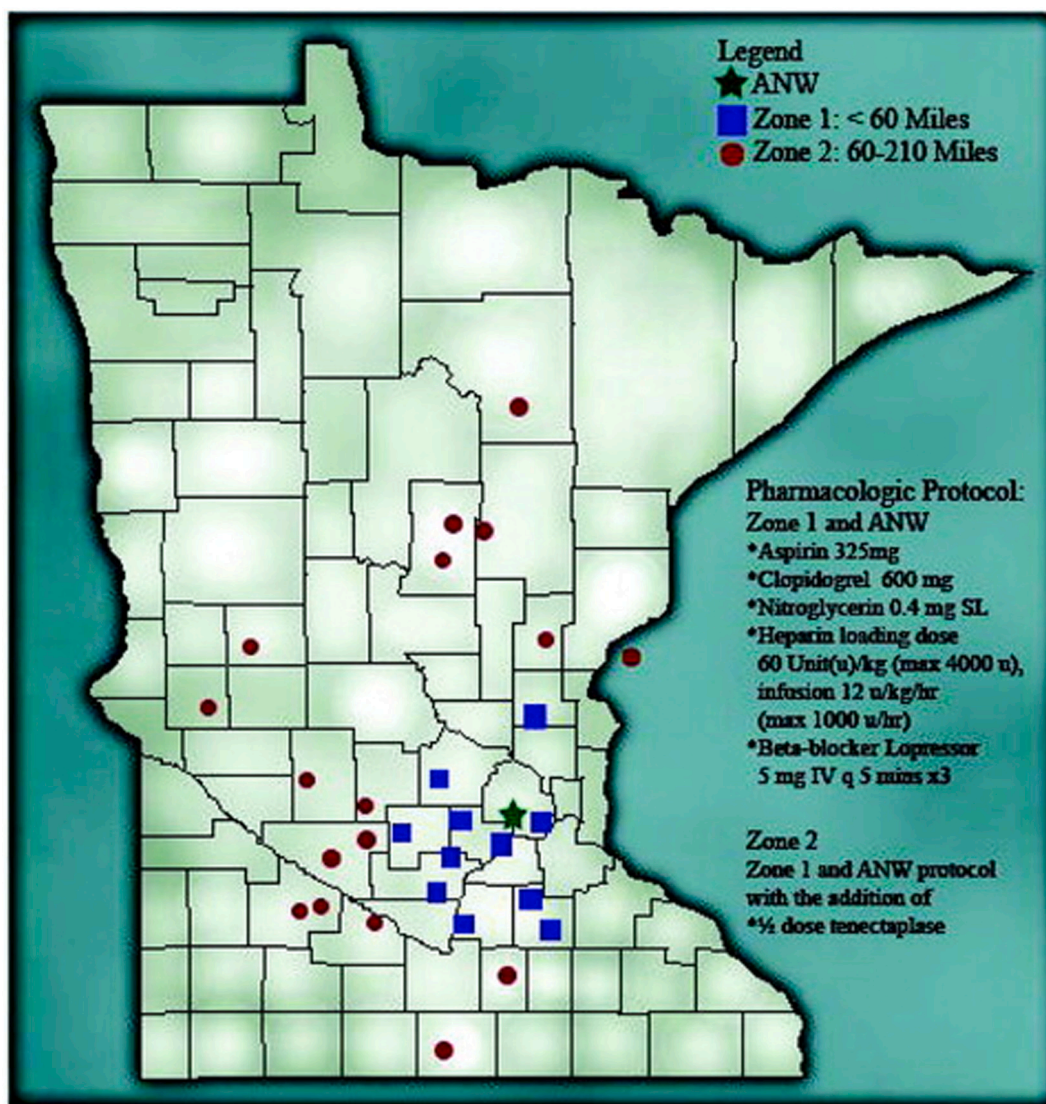 Legend
ANW
Zone 1: < 60 Miles
Zone 2: 60-210 Miles
Pharmacologic Protocol:
Zone 1 and ANW
*Aspirin 325mg
*Clopidogrel 600 mg
*Nitroglycerin 0.4 mg SL
*Heparin loading dose
60 Unit(u)/kg (max 4000 u),
infusion 12 u/kg/hr
(max 1000 u/hr)
*Beta-blocker Lopressor
5 mg IV q 5 mins x3
Zone 2
Zone 1 and ANW protocol
with the addition of
*½ dose tenectaplase